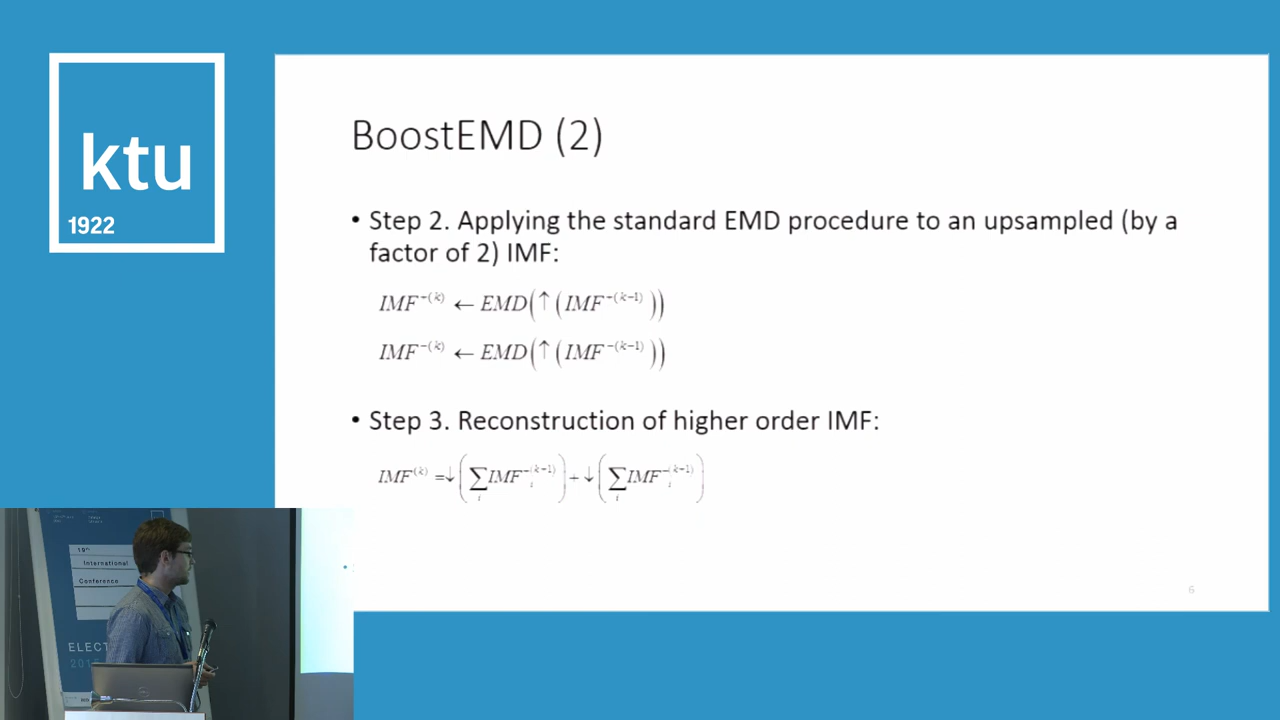 ktu
1922
BoostEMD (2)
• Step 2. Applying the standard EMD procedure to an upsampled (by a
factor of 2) IMF:
IMF^{-(k)} ← EMD(↑(IMF^{-(k-1)}))
IMF^{-(k)} ← EMD(↑(IMF^{-(k-1)}))
• Step 3. Reconstruction of higher order IMF:
IMF^{(k)} =↓(∑_i IMF_i^{-(k-1)}) + ↓(∑_i IMF_i^{-(k-1)})
6
19th
International
Conference
ELECT